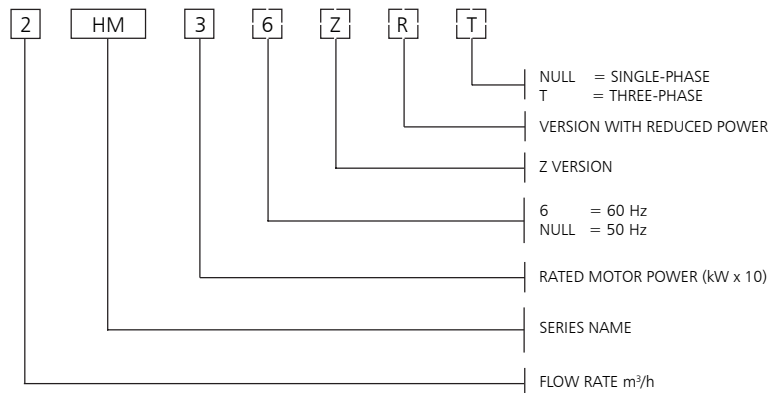 2 HM 3 6 Z R T
NULL = SINGLE-PHASE
T = THREE-PHASE
VERSION WITH REDUCED POWER
Z VERSION
6 = 60 Hz
NULL = 50 Hz
RATED MOTOR POWER (kW x 10)
SERIES NAME
FLOW RATE m³/h